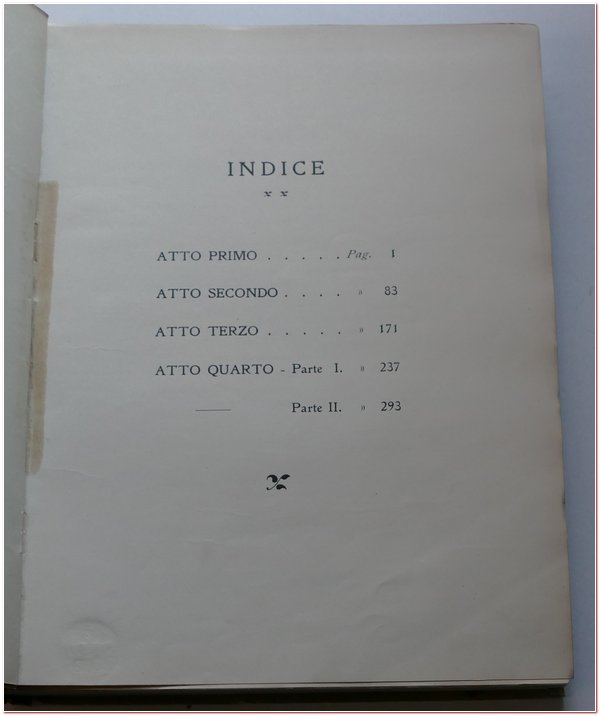 INDICE
ATTO PRIMO . . . . . Pag. 1
ATTO SECONDO . . . . » 83
ATTO TERZO . . . . . » 171
ATTO QUARTO - Parte I. » 237
—— Parte II. » 293